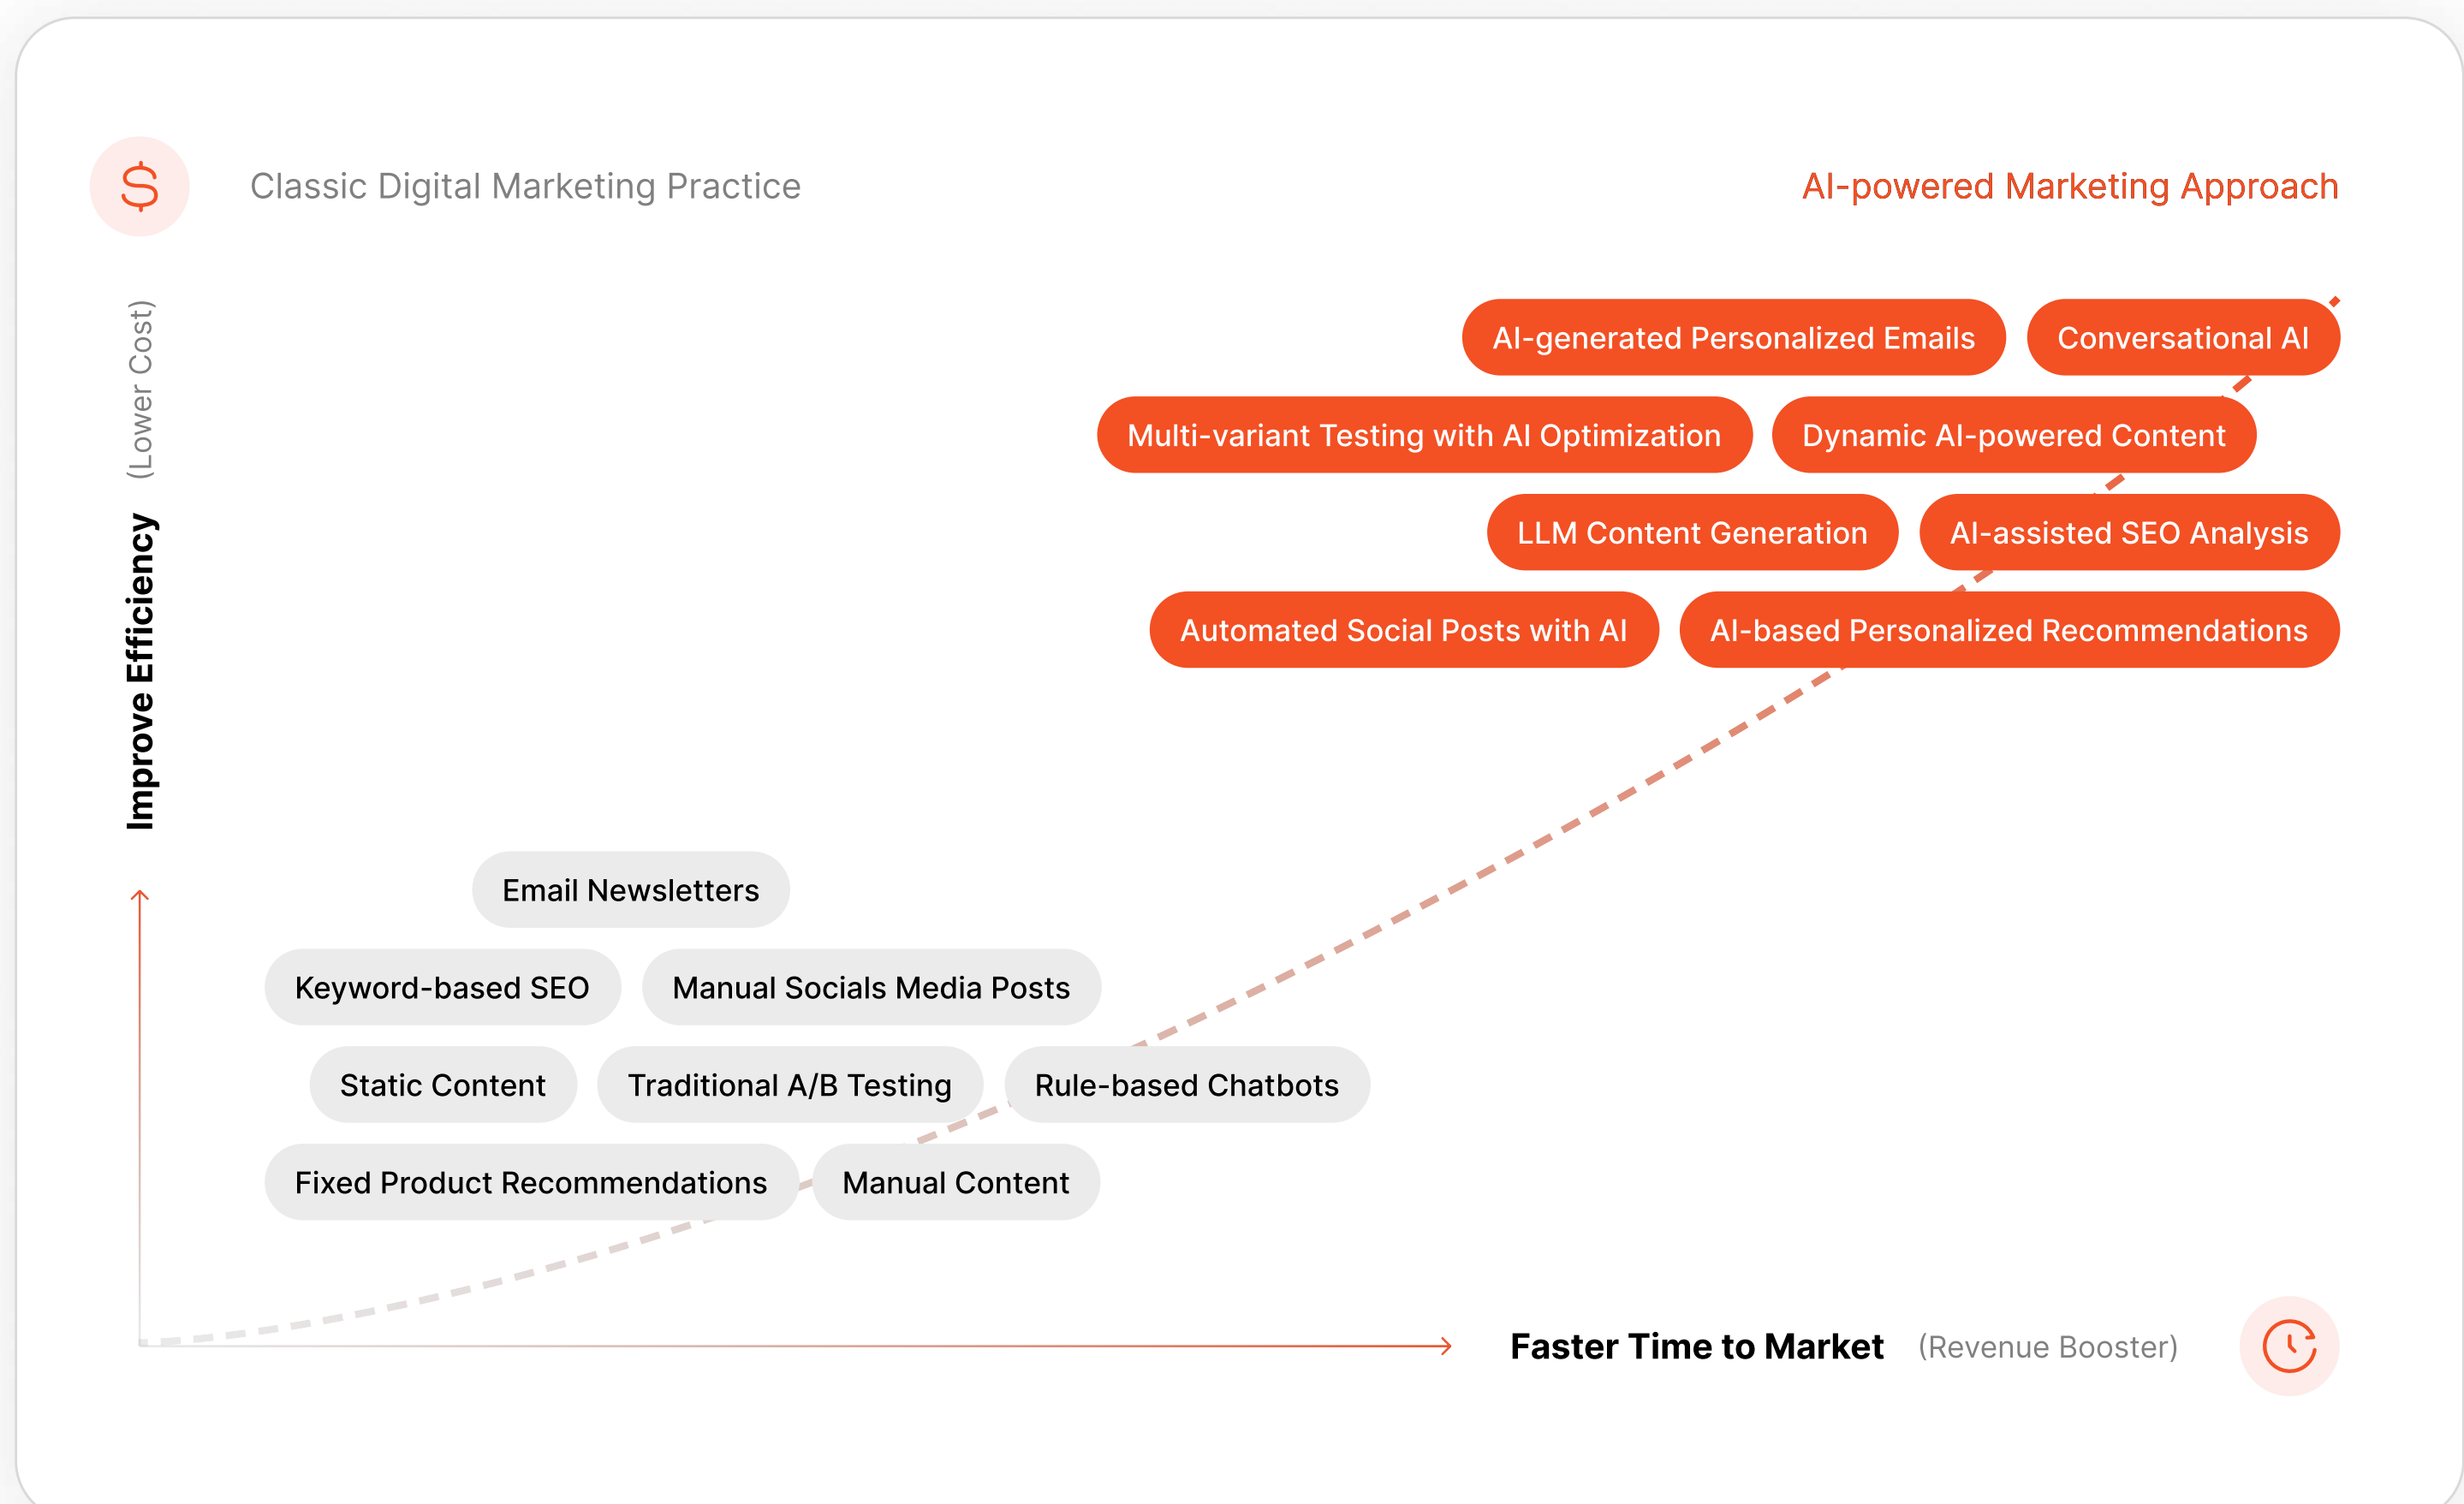 $
Classic Digital Marketing Practice
AI-powered Marketing Approach
Improve Efficiency (Lower Cost)
AI-generated Personalized Emails
Conversational AI
Multi-variant Testing with AI Optimization
Dynamic AI-powered Content
LLM Content Generation
AI-assisted SEO Analysis
Automated Social Posts with AI
AI-based Personalized Recommendations
Email Newsletters
Keyword-based SEO
Manual Socials Media Posts
Static Content
Traditional A/B Testing
Rule-based Chatbots
Fixed Product Recommendations
Manual Content
Faster Time to Market (Revenue Booster)